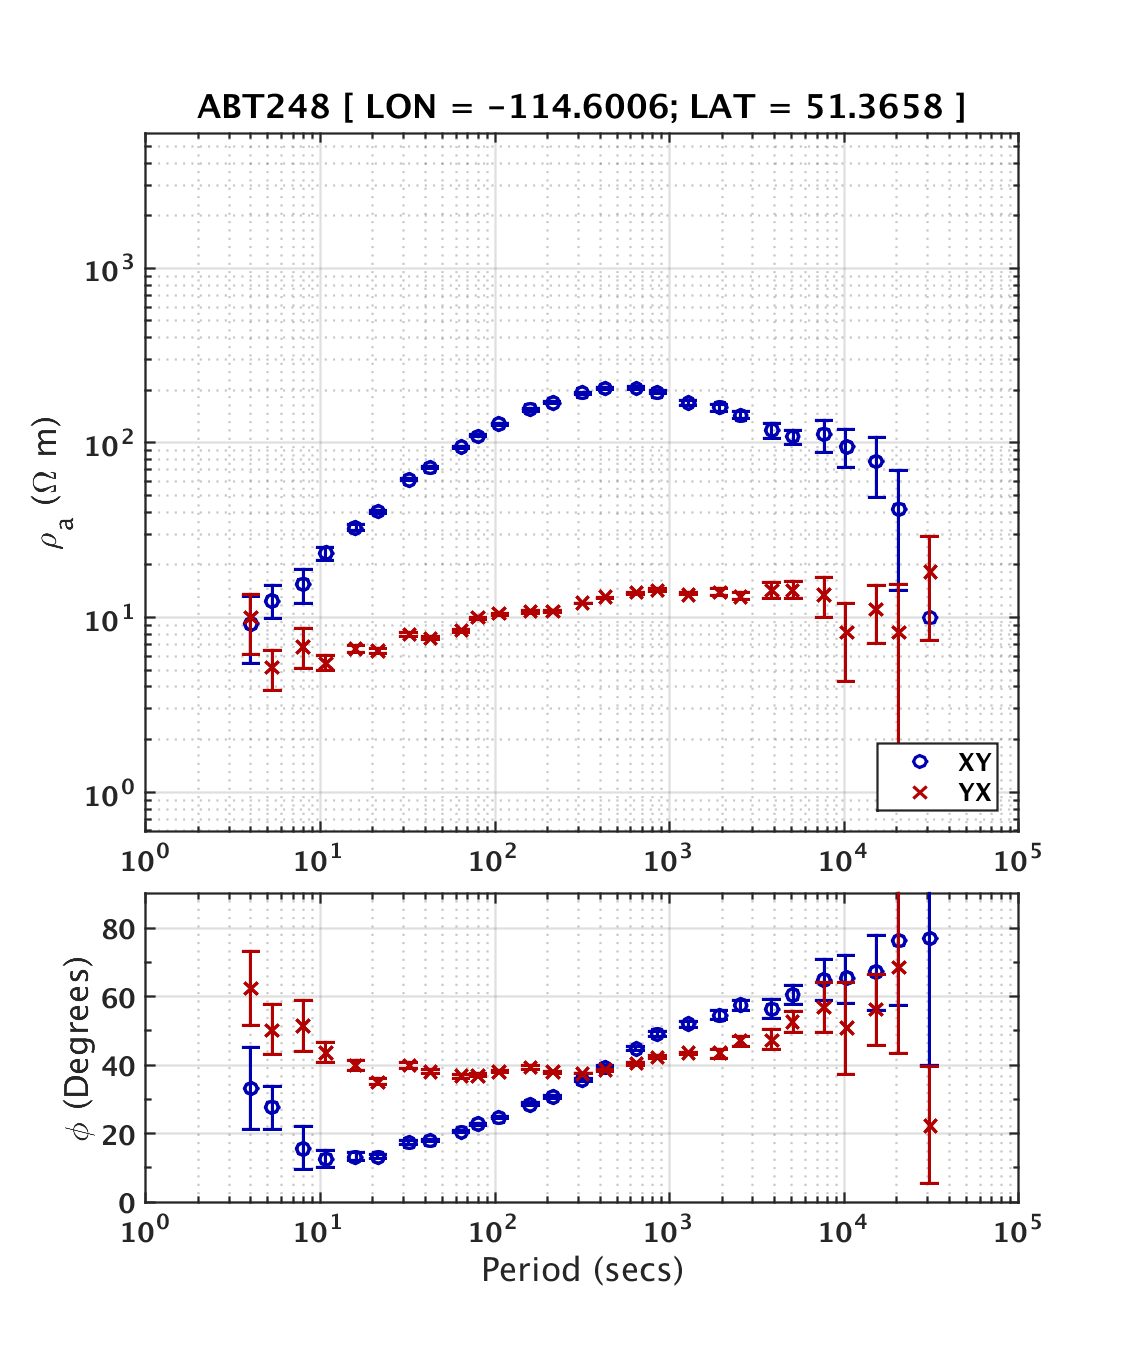 ABT248 [ LON = -114.6006; LAT = 51.3658 ]
10³
10²
10¹
10⁰
ρₐ (Ω m)
XY
YX
10⁰ 10¹ 10² 10³ 10⁴ 10⁵
80
60
40
20
0
ϕ (Degrees)
10⁰ 10¹ 10² 10³ 10⁴ 10⁵
Period (secs)